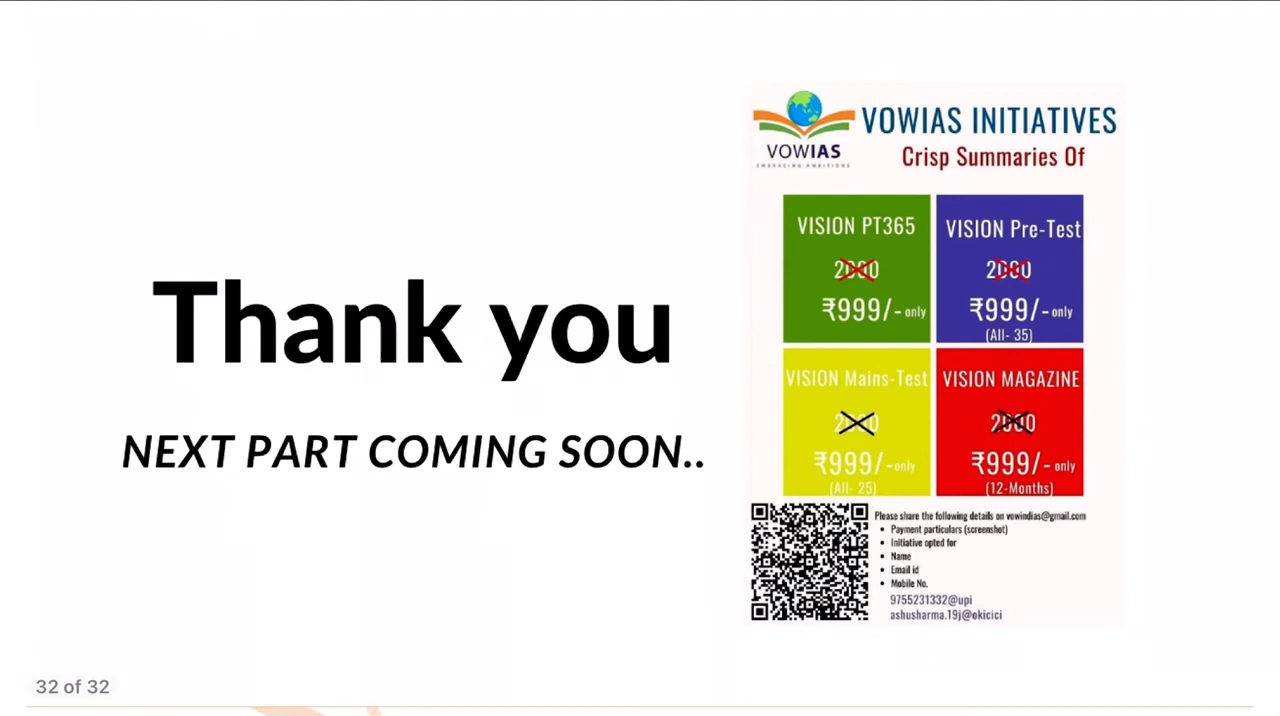 Thank you
NEXT PART COMING SOON..
VOWIAS
EMBRACING AMBITIONS
VOWIAS INITIATIVES
Crisp Summaries Of
VISION PT365
2000
₹999/-only
VISION Pre-Test
2000
₹999/-only
(All- 35)
VISION Mains-Test
2000
₹999/-only
(All- 25)
VISION MAGAZINE
2000
₹999/-only
(12-Months)
Please share the following details on vowindias@gmail.com
• Payment particulars (screenshot)
• Initiative opted for
• Name
• Email id
• Mobile No.
9755231332@upi
ashusharma.19j@okicici
32 of 32